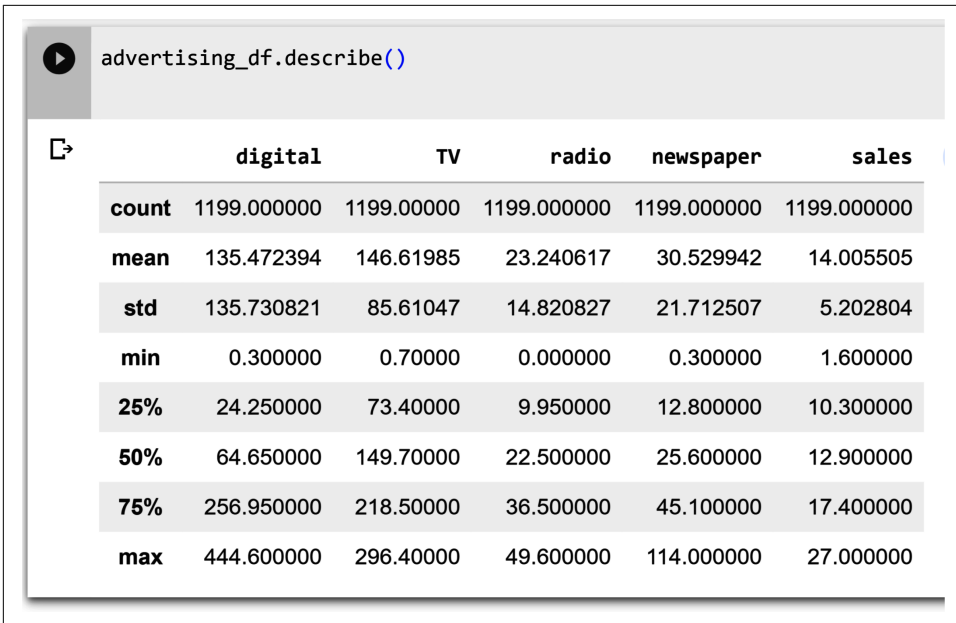 advertising_df.describe()
digital TV radio newspaper sales
count 1199.000000 1199.00000 1199.000000 1199.000000 1199.000000
mean 135.472394 146.61985 23.240617 30.529942 14.005505
std 135.730821 85.61047 14.820827 21.712507 5.202804
min 0.300000 0.70000 0.000000 0.300000 1.600000
25% 24.250000 73.40000 9.950000 12.800000 10.300000
50% 64.650000 149.70000 22.500000 25.600000 12.900000
75% 256.950000 218.50000 36.500000 45.100000 17.400000
max 444.600000 296.40000 49.600000 114.000000 27.000000